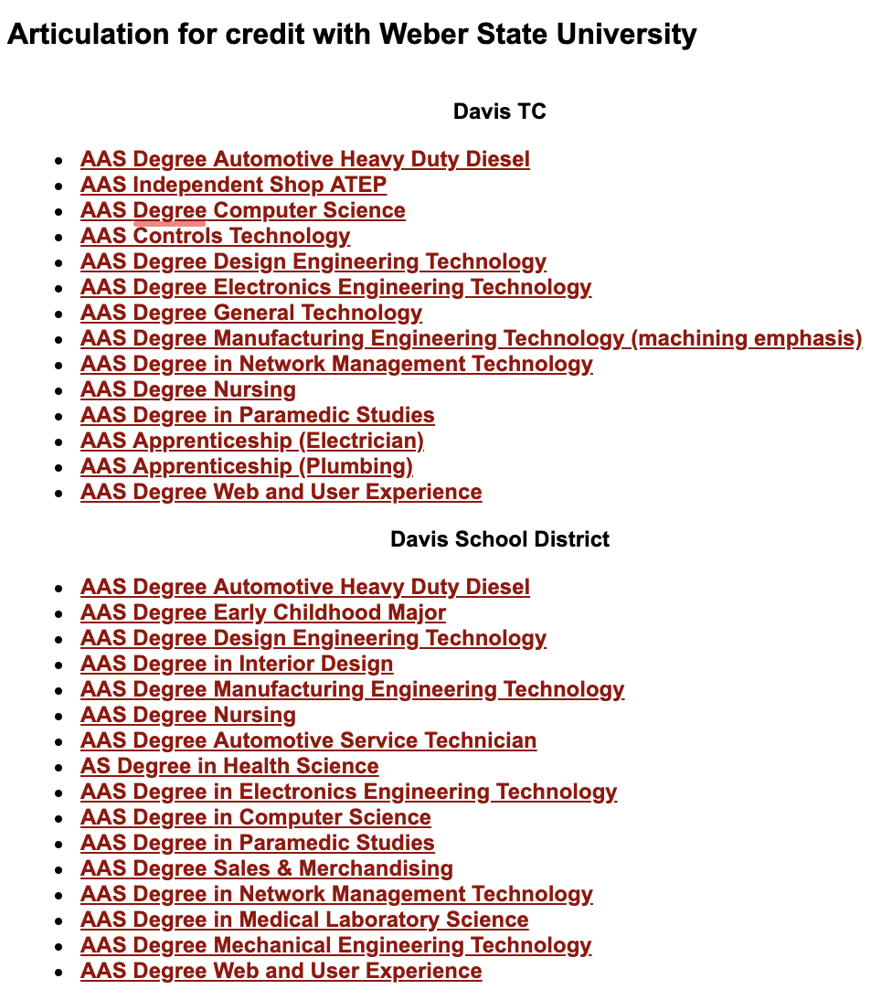 Articulation for credit with Weber State University
Davis TC
AAS Degree Automotive Heavy Duty Diesel
AAS Independent Shop ATEP
AAS Degree Computer Science
AAS Controls Technology
AAS Degree Design Engineering Technology
AAS Degree Electronics Engineering Technology
AAS Degree General Technology
AAS Degree Manufacturing Engineering Technology (machining emphasis)
AAS Degree in Network Management Technology
AAS Degree Nursing
AAS Degree in Paramedic Studies
AAS Apprenticeship (Electrician)
AAS Apprenticeship (Plumbing)
AAS Degree Web and User Experience
Davis School District
AAS Degree Automotive Heavy Duty Diesel
AAS Degree Early Childhood Major
AAS Degree Design Engineering Technology
AAS Degree in Interior Design
AAS Degree Manufacturing Engineering Technology
AAS Degree Nursing
AAS Degree Automotive Service Technician
AS Degree in Health Science
AAS Degree in Electronics Engineering Technology
AAS Degree in Computer Science
AAS Degree in Paramedic Studies
AAS Degree Sales & Merchandising
AAS Degree in Network Management Technology
AAS Degree in Medical Laboratory Science
AAS Degree Mechanical Engineering Technology
AAS Degree Web and User Experience